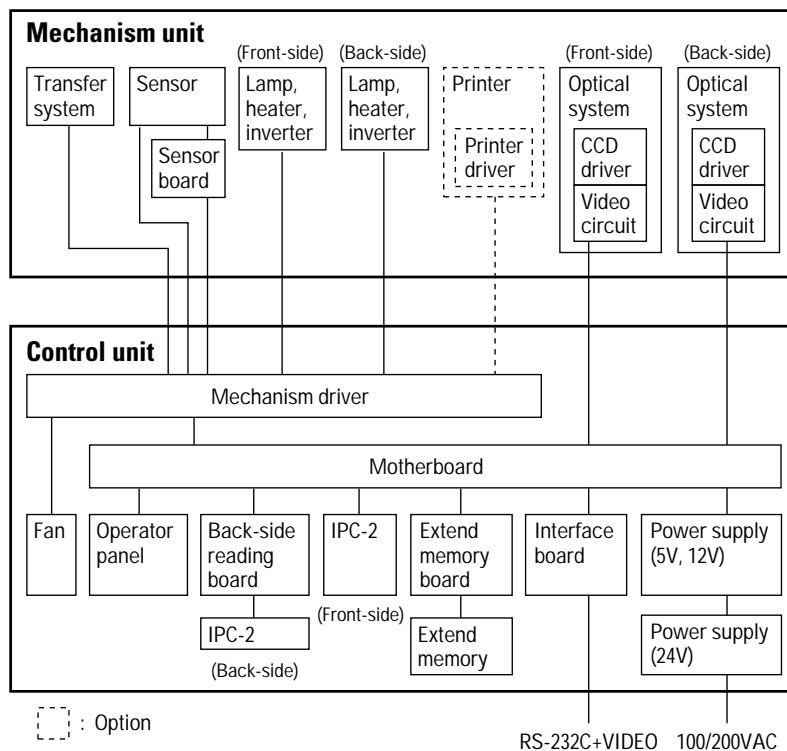 Mechanism unit
(Front-side)
(Back-side)
(Front-side)
(Back-side)
Transfer
system
Sensor
Sensor
board
Lamp,
heater,
inverter
Lamp,
heater,
inverter
Printer
Printer
driver
Optical
system
CCD
driver
Video
circuit
Optical
system
CCD
driver
Video
circuit
Control unit
Mechanism driver
Motherboard
Fan
Operator
panel
Back-side
reading
board
IPC-2
(Back-side)
IPC-2
(Front-side)
Extend
memory
board
Extend
memory
Interface
board
Power supply
(5V, 12V)
Power supply
(24V)
: Option
RS-232C+VIDEO
100/200VAC